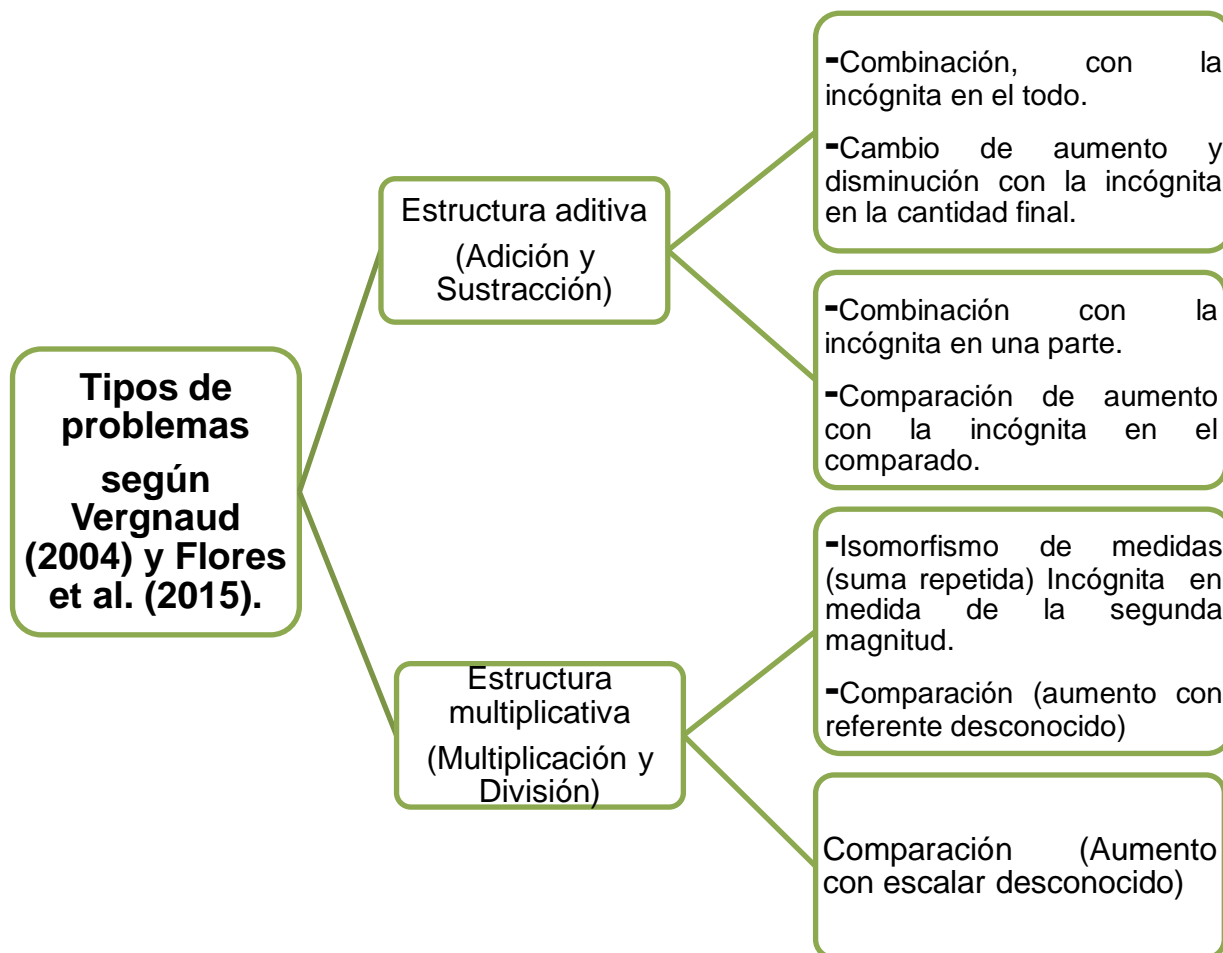 Tipos de
problemas
según
Vergnaud
(2004) y Flores
et al. (2015).
Estructura aditiva
(Adición y
Sustracción)
-Combinación, con la
incógnita en el todo.
-Cambio de aumento y
disminución con la incógnita
en la cantidad final.
-Combinación con la
incógnita en una parte.
-Comparación de aumento
con la incógnita en el
comparado.
Estructura
multiplicativa
(Multiplicación y
División)
-Isomorfismo de medidas
(suma repetida) Incógnita en
medida de la segunda
magnitud.
-Comparación (aumento con
referente desconocido)
Comparación (Aumento
con escalar desconocido)